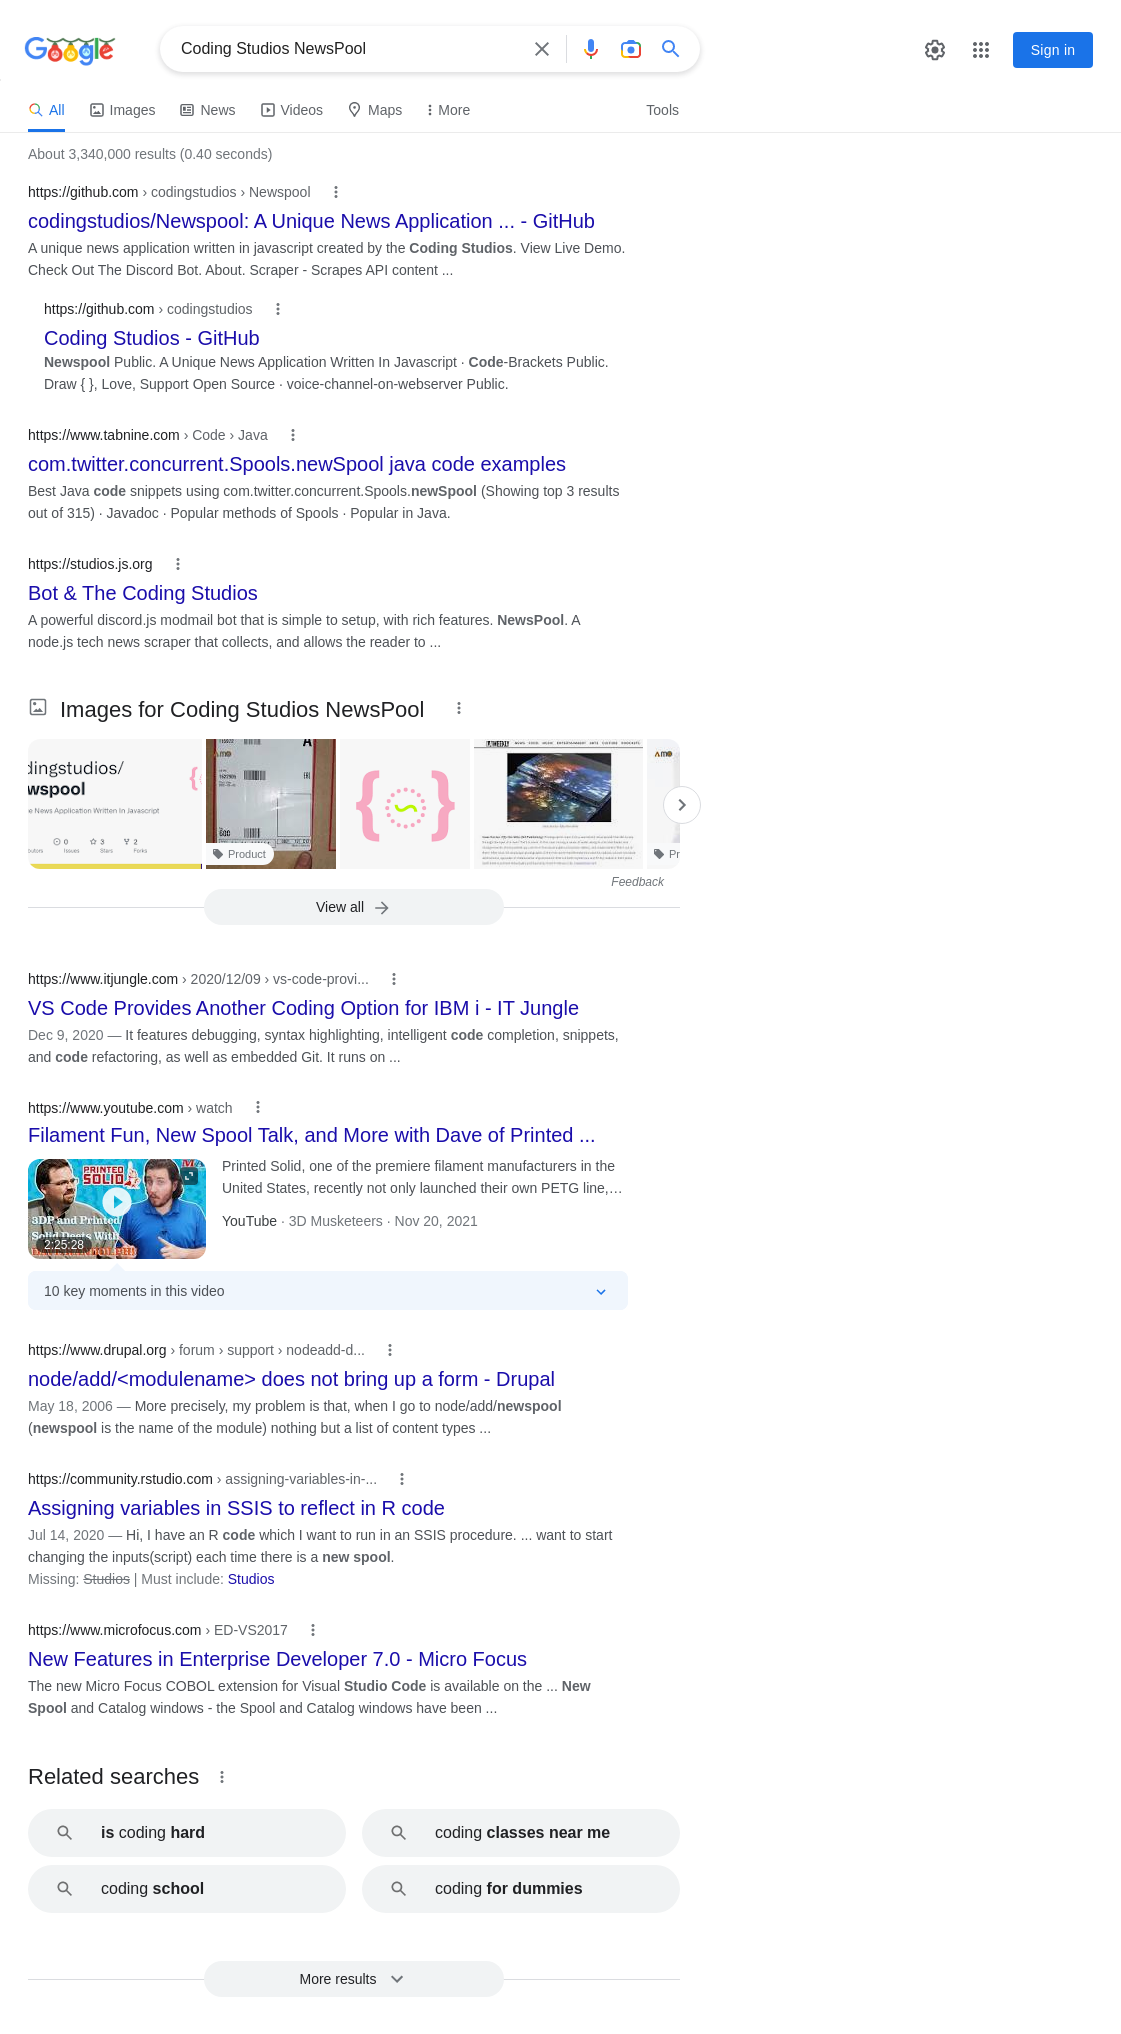 Google
Coding Studios NewsPool
Sign in
All
Images
News
Videos
Maps
More
Tools
About 3,340,000 results (0.40 seconds)
https://github.com › codingstudios › Newspool
codingstudios/Newspool: A Unique News Application ... - GitHub
A unique news application written in javascript created by the Coding Studios. View Live Demo.
Check Out The Discord Bot. About. Scraper - Scrapes API content ...
https://github.com › codingstudios
Coding Studios - GitHub
Newspool Public. A Unique News Application Written In Javascript · Code-Brackets Public.
Draw { }, Love, Support Open Source · voice-channel-on-webserver Public.
https://www.tabnine.com › Code › Java
com.twitter.concurrent.Spools.newSpool java code examples
Best Java code snippets using com.twitter.concurrent.Spools.newSpool (Showing top 3 results
out of 315) · Javadoc · Popular methods of Spools · Popular in Java.
https://studios.js.org
Bot & The Coding Studios
A powerful discord.js modmail bot that is simple to setup, with rich features. NewsPool. A
node.js tech news scraper that collects, and allows the reader to ...
Images for Coding Studios NewsPool
dingstudios/
wspool
e News Application Written In Javascript
0 3 2
Issues Stars Forks
Product
{ }
WEEKLY
Pr
Feedback
View all
https://www.itjungle.com › 2020/12/09 › vs-code-provi...
VS Code Provides Another Coding Option for IBM i - IT Jungle
Dec 9, 2020 — It features debugging, syntax highlighting, intelligent code completion, snippets,
and code refactoring, as well as embedded Git. It runs on ...
https://www.youtube.com › watch
Filament Fun, New Spool Talk, and More with Dave of Printed ...
PRINTED
SOLID
3DP and Printed
Solid Deets With
2:25:28
Printed Solid, one of the premiere filament manufacturers in the
United States, recently not only launched their own PETG line,…
YouTube · 3D Musketeers · Nov 20, 2021
10 key moments in this video
https://www.drupal.org › forum › support › nodeadd-d...
node/add/<modulename> does not bring up a form - Drupal
May 18, 2006 — More precisely, my problem is that, when I go to node/add/newspool
(newspool is the name of the module) nothing but a list of content types ...
https://community.rstudio.com › assigning-variables-in-...
Assigning variables in SSIS to reflect in R code
Jul 14, 2020 — Hi, I have an R code which I want to run in an SSIS procedure. ... want to start
changing the inputs(script) each time there is a new spool.
Missing: Studios | Must include: Studios
https://www.microfocus.com › ED-VS2017
New Features in Enterprise Developer 7.0 - Micro Focus
The new Micro Focus COBOL extension for Visual Studio Code is available on the ... New
Spool and Catalog windows - the Spool and Catalog windows have been ...
Related searches
is coding hard
coding classes near me
coding school
coding for dummies
More results